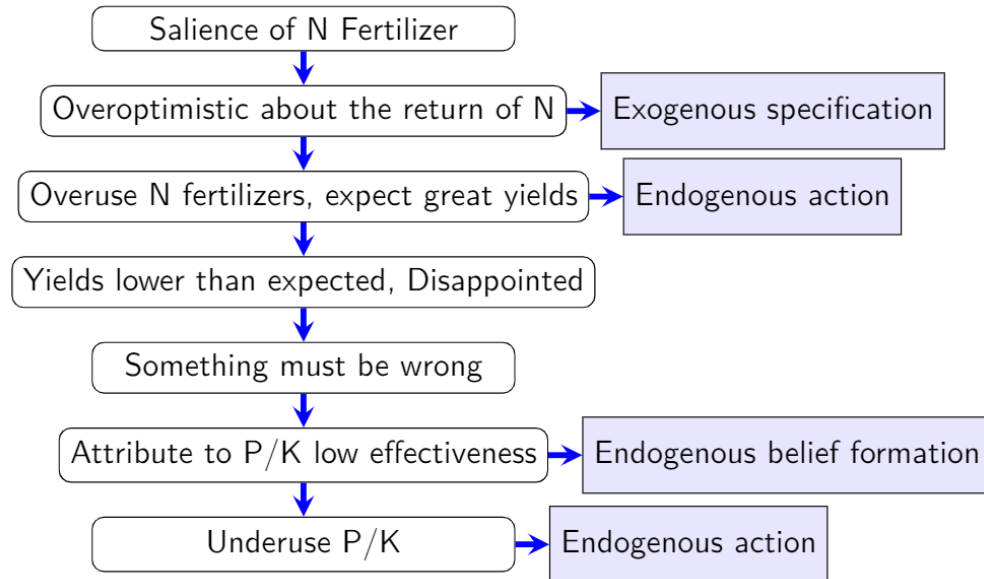 Salience of N Fertilizer
Overoptimistic about the return of N
Exogenous specification
Overuse N fertilizers, expect great yields
Endogenous action
Yields lower than expected, Disappointed
Something must be wrong
Attribute to P/K low effectiveness
Endogenous belief formation
Underuse P/K
Endogenous action